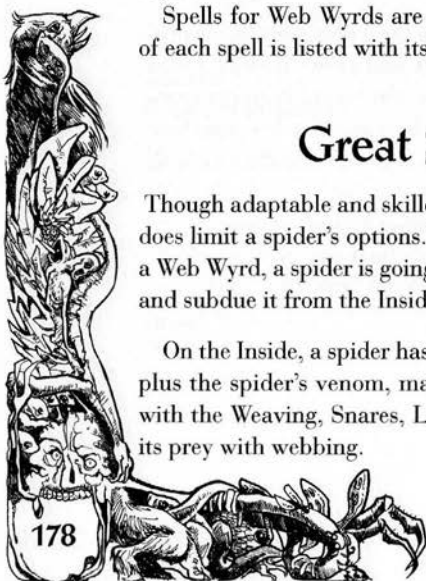 Spells for Web Wyrds are
of each spell is listed with its
Great
Though adaptable and skille
does limit a spider's options.
a Web Wyrd, a spider is going
and subdue it from the Insid
On the Inside, a spider has
plus the spider's venom, ma
with the Weaving, Snares, L
its prey with webbing.
178